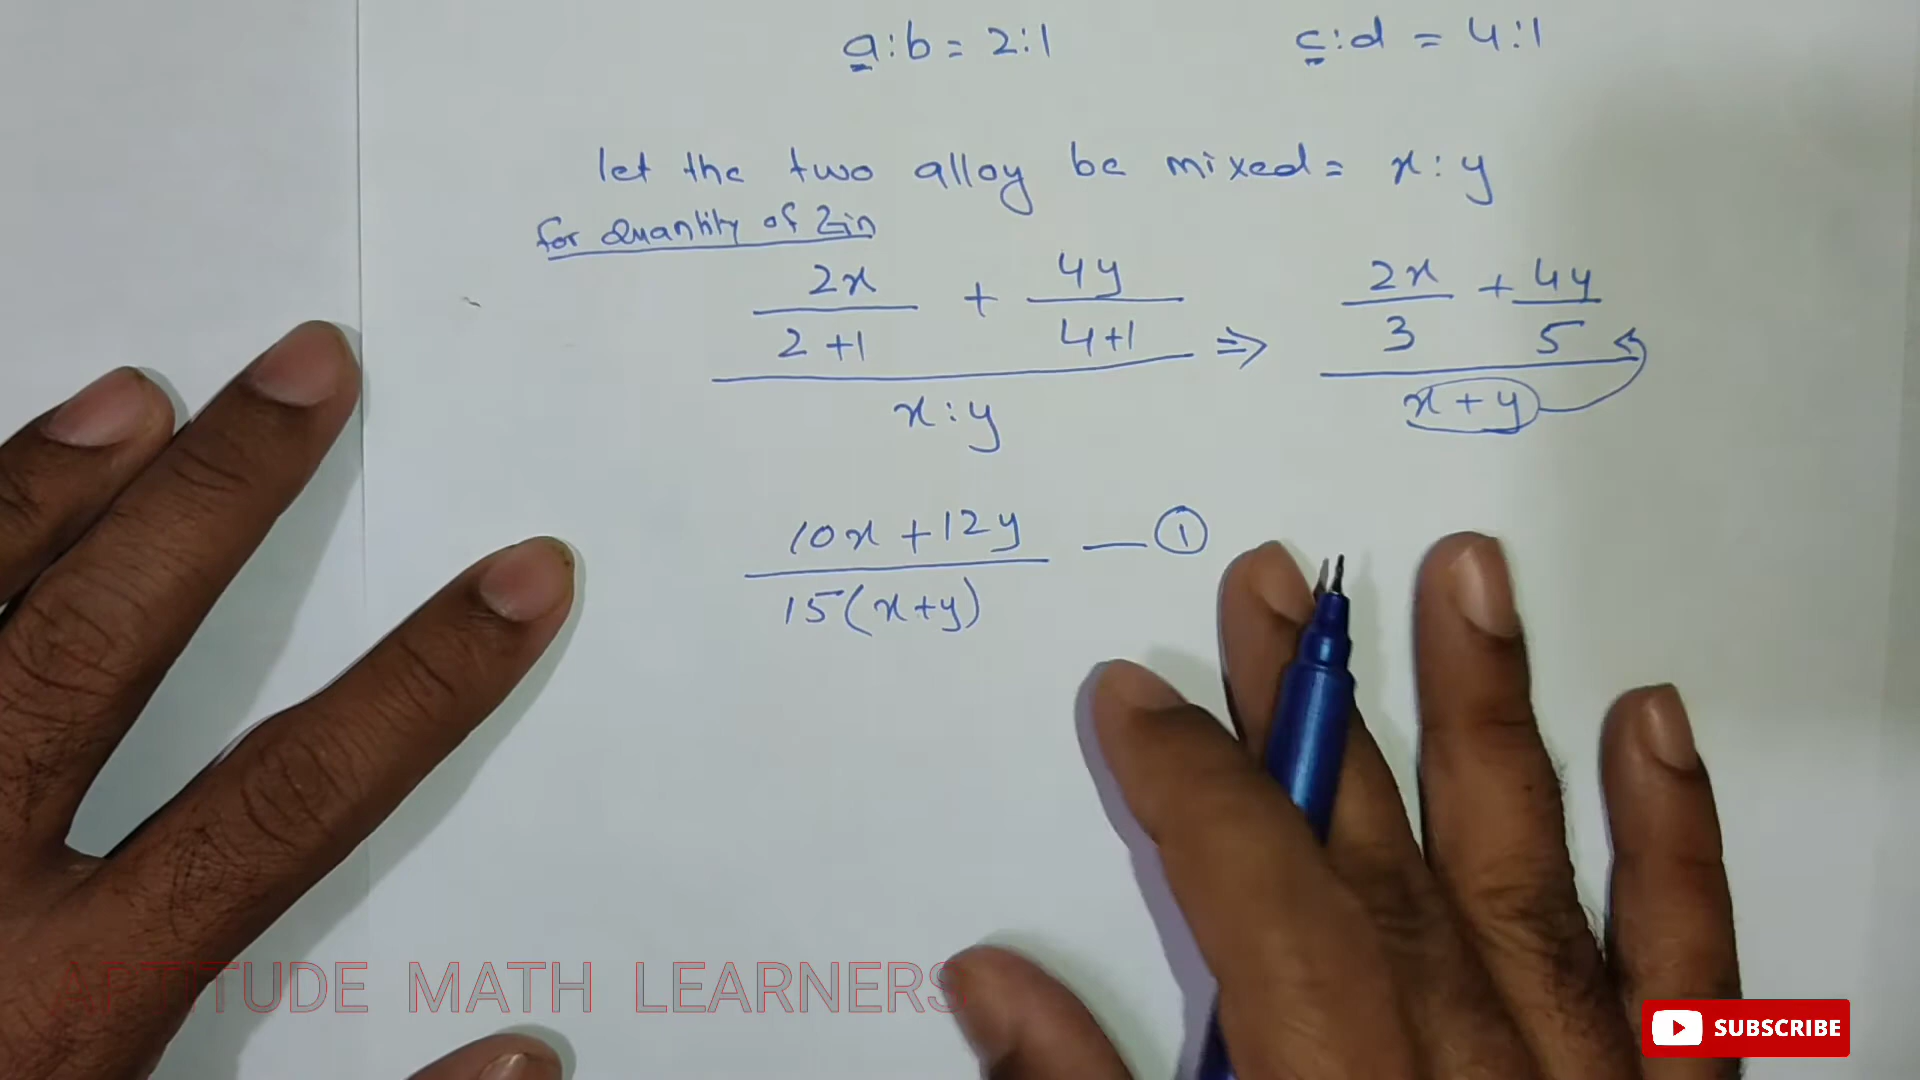 a:b = 2:1
c:d = 4:1
let the two alloy be mixed = x:y
for Quantity of Zin
2x/2+1 + 4y/4+1
x:y
⇒ 2x/3 + 4y/5
x+y
10x+12y — ①
15(x+y)
APTITUDE MATH LEARNERS
SUBSCRIBE